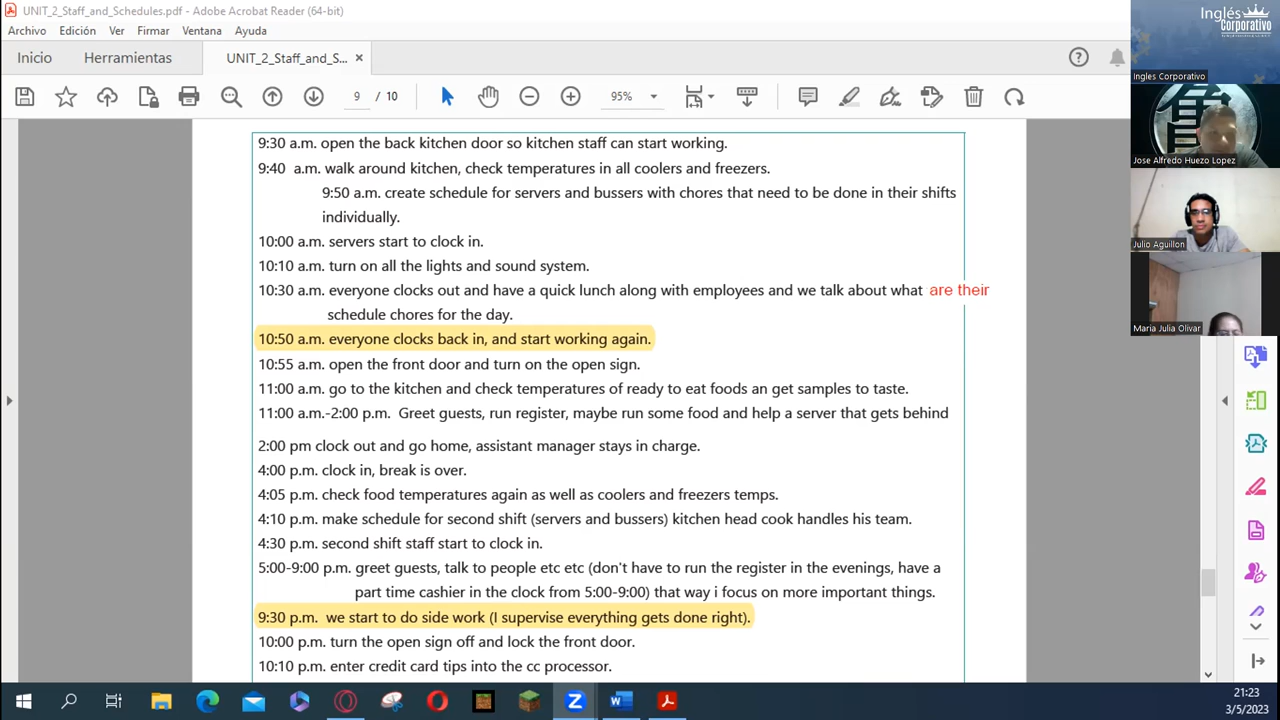 UNIT_2_Staff_and_Schedules.pdf - Adobe Acrobat Reader (64-bit)
Archivo Edición Ver Firmar Ventana Ayuda
Inicio Herramientas UNIT_2_Staff_and_S... ×
9 / 10 95%
9:30 a.m. open the back kitchen door so kitchen staff can start working.
9:40 a.m. walk around kitchen, check temperatures in all coolers and freezers.
9:50 a.m. create schedule for servers and bussers with chores that need to be done in their shifts
individually.
10:00 a.m. servers start to clock in.
10:10 a.m. turn on all the lights and sound system.
10:30 a.m. everyone clocks out and have a quick lunch along with employees and we talk about what are their
schedule chores for the day.
10:50 a.m. everyone clocks back in, and start working again.
10:55 a.m. open the front door and turn on the open sign.
11:00 a.m. go to the kitchen and check temperatures of ready to eat foods an get samples to taste.
11:00 a.m.-2:00 p.m. Greet guests, run register, maybe run some food and help a server that gets behind
2:00 pm clock out and go home, assistant manager stays in charge.
4:00 p.m. clock in, break is over.
4:05 p.m. check food temperatures again as well as coolers and freezers temps.
4:10 p.m. make schedule for second shift (servers and bussers) kitchen head cook handles his team.
4:30 p.m. second shift staff start to clock in.
5:00-9:00 p.m. greet guests, talk to people etc etc (don't have to run the register in the evenings, have a
part time cashier in the clock from 5:00-9:00) that way i focus on more important things.
9:30 p.m. we start to do side work (I supervise everything gets done right).
10:00 p.m. turn the open sign off and lock the front door.
10:10 p.m. enter credit card tips into the cc processor.
Inglés
Corporativo
Ingles Corporativo
Jose Alfredo Huezo Lopez
Julio Aguillon
Maria Julia Olivar
21:23
3/5/2023